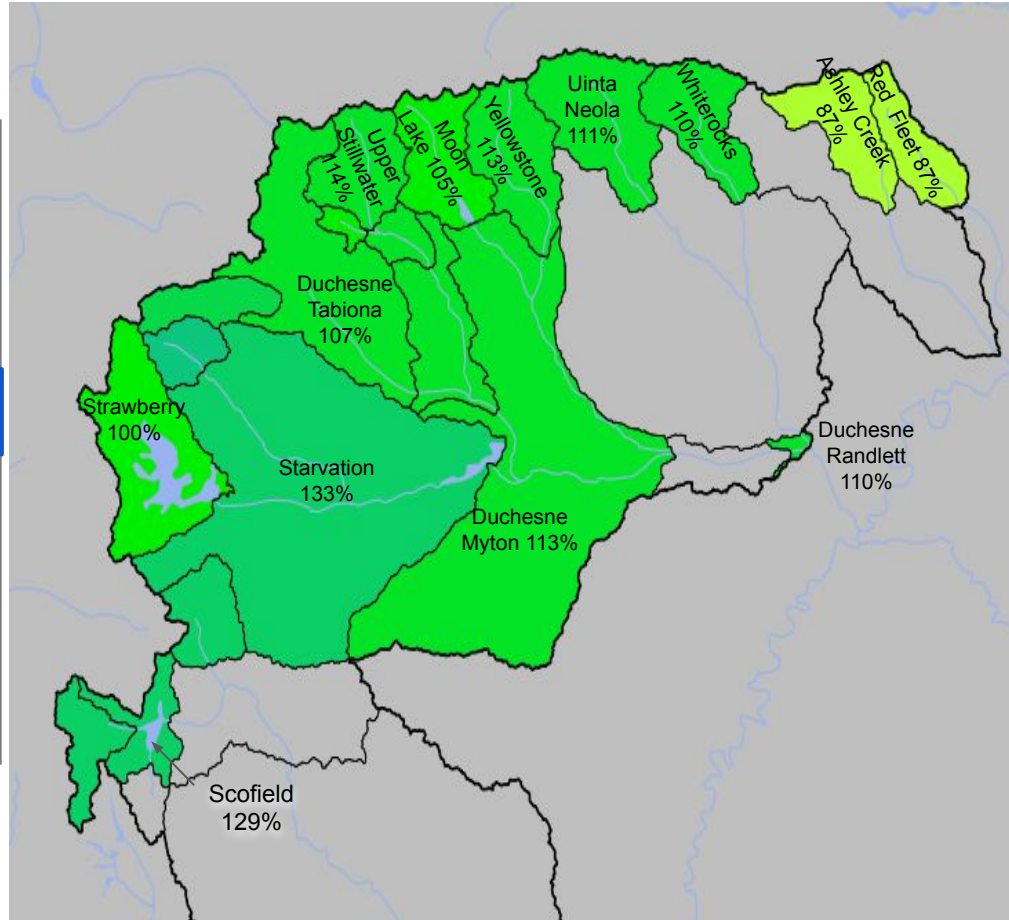 Upper
Stillwater
114%
Moon
Lake 105%
Yellowstone
113%
Uinta
Neola
111%
Whiterocks
110%
Ashley Creek
87%
Red Fleet 87%
Duchesne
Tabiona
107%
Strawberry
100%
Starvation
133%
Duchesne
Myton 113%
Duchesne
Randlett
110%
Scofield
129%